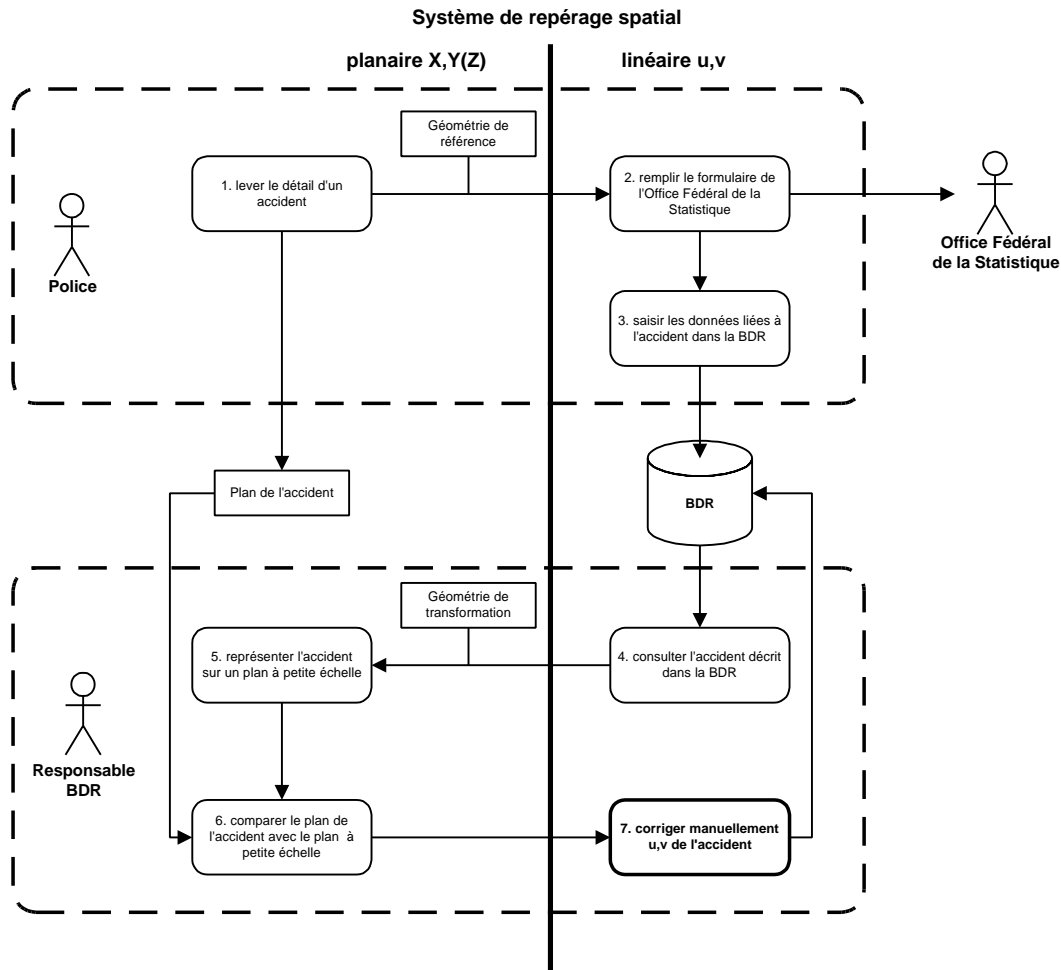 Système de repérage spatial
planaire X,Y(Z)
linéaire u,v
Géométrie de
référence
1. lever le détail d'un
accident
2. remplir le formulaire de
l'Office Fédéral de la
Statistique
Police
Office Fédéral
de la Statistique
3. saisir les données liées à
l'accident dans la BDR
Plan de l'accident
BDR
Géométrie de
transformation
5. représenter l'accident
sur un plan à petite échelle
4. consulter l'accident décrit
dans la BDR
Responsable
BDR
6. comparer le plan de
l'accident avec le plan à
petite échelle
7. corriger manuellement
u,v de l'accident